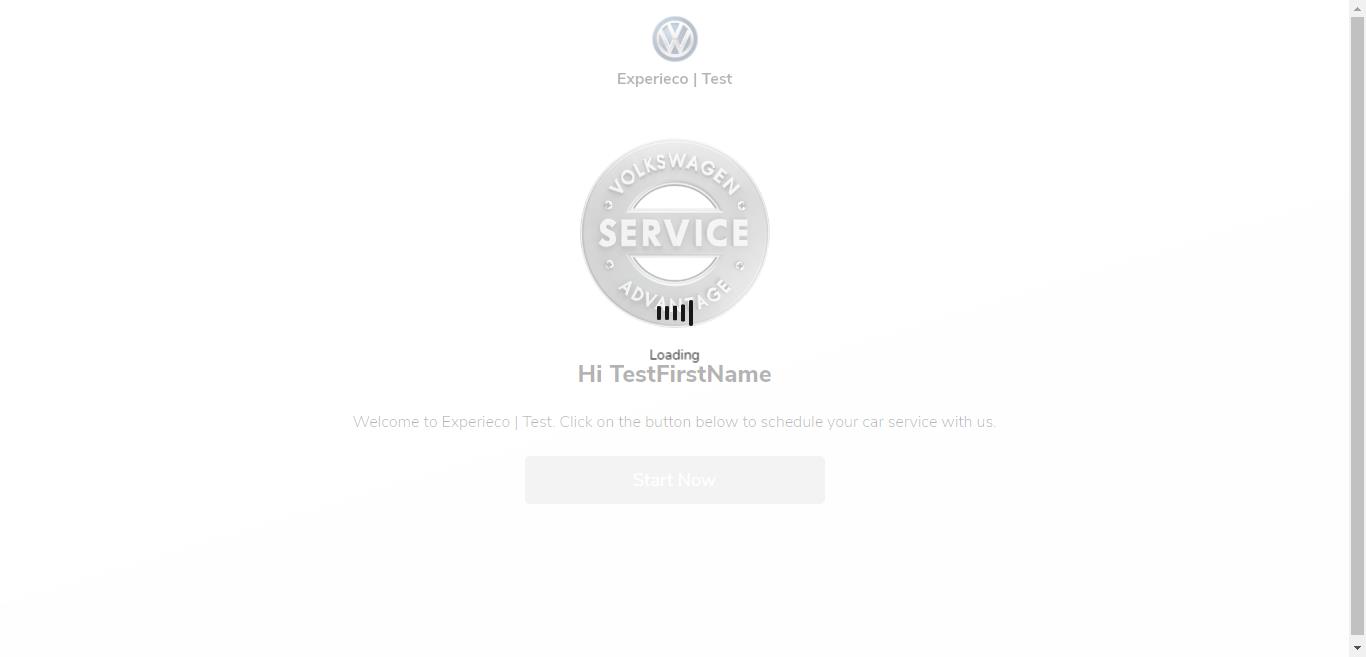 Experieco | Test
VOLKSWAGEN
SERVICE
ADVANTAGE
Loading
Hi TestFirstName
Welcome to Experieco | Test. Click on the button below to schedule your car service with us.
Start Now